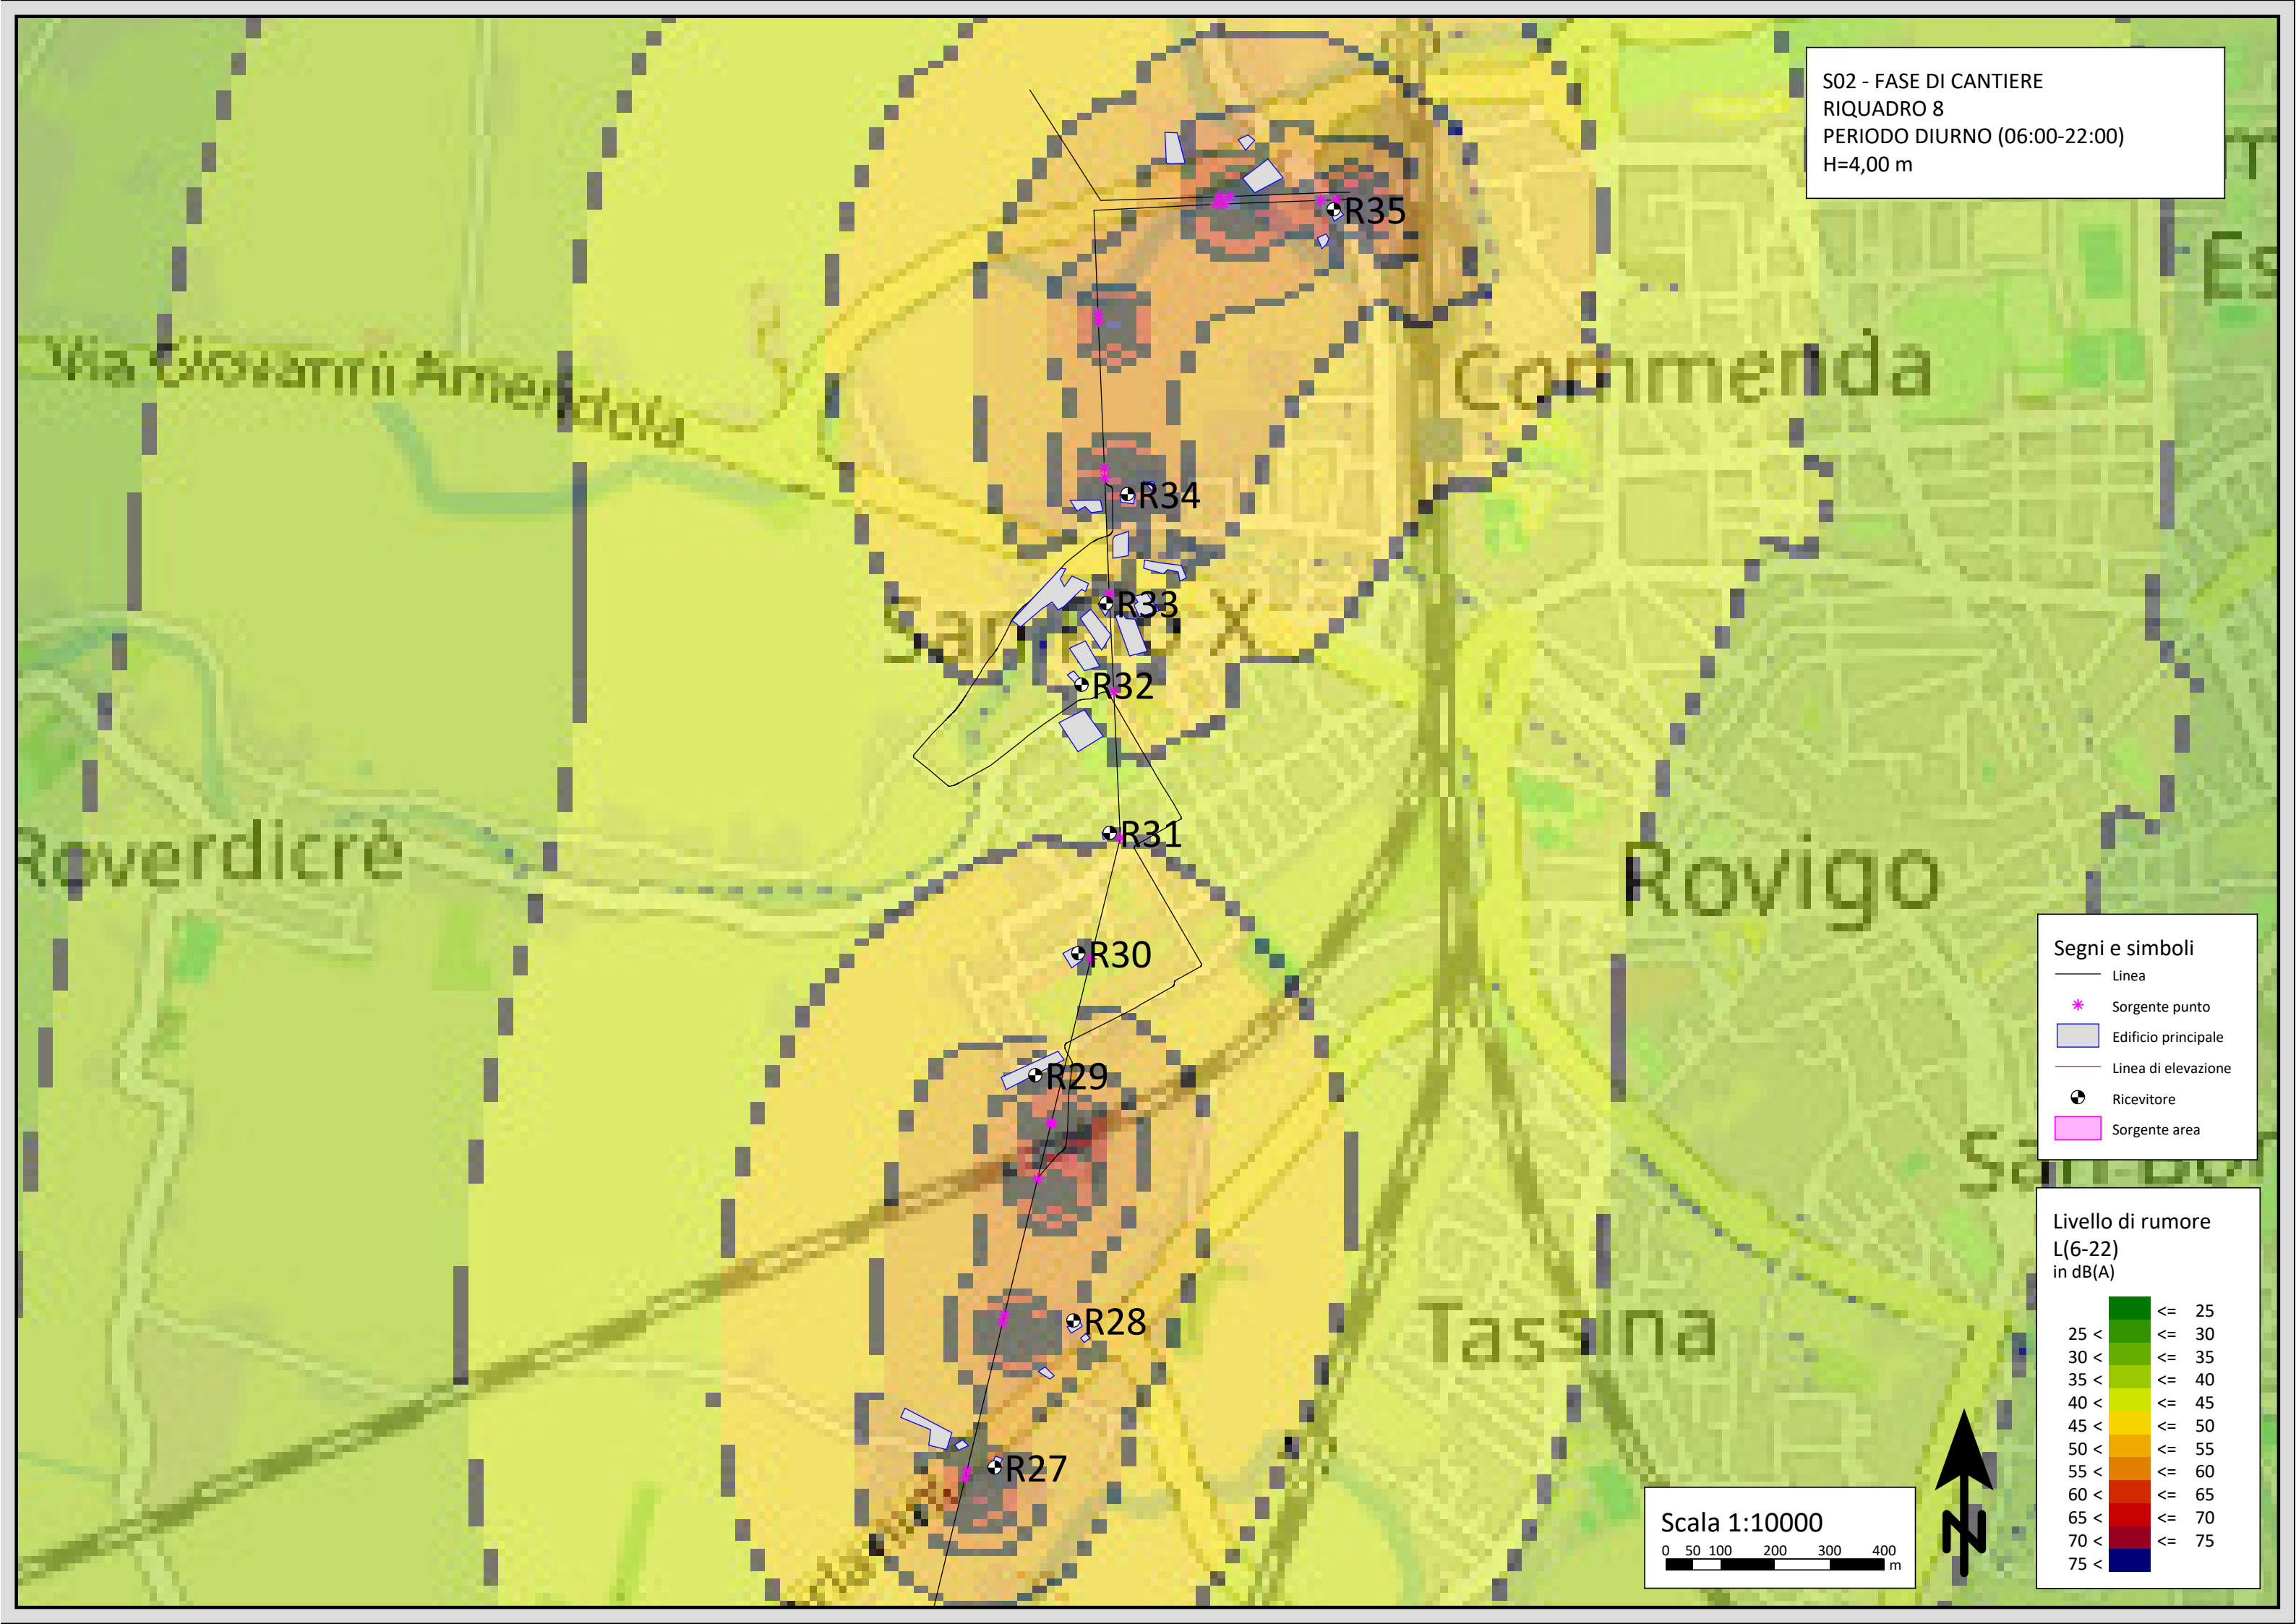 S02 - FASE DI CANTIERE
RIQUADRO 8
PERIODO DIURNO (06:00-22:00)
H=4,00 m
R35
Via Giovanni Amendola
Commenda
R34
R33
R32
R31
Roverdicrè
Rovigo
R30
R29
R28
Tassina
R27
Segni e simboli
Linea
Sorgente punto
Edificio principale
Linea di elevazione
Ricevitore
Sorgente area
Livello di rumore
L(6-22)
in dB(A)
<= 25
25 < <= 30
30 < <= 35
35 < <= 40
40 < <= 45
45 < <= 50
50 < <= 55
55 < <= 60
60 < <= 65
65 < <= 70
70 < <= 75
75 <
Scala 1:10000
0 50 100 200 300 400
m
N